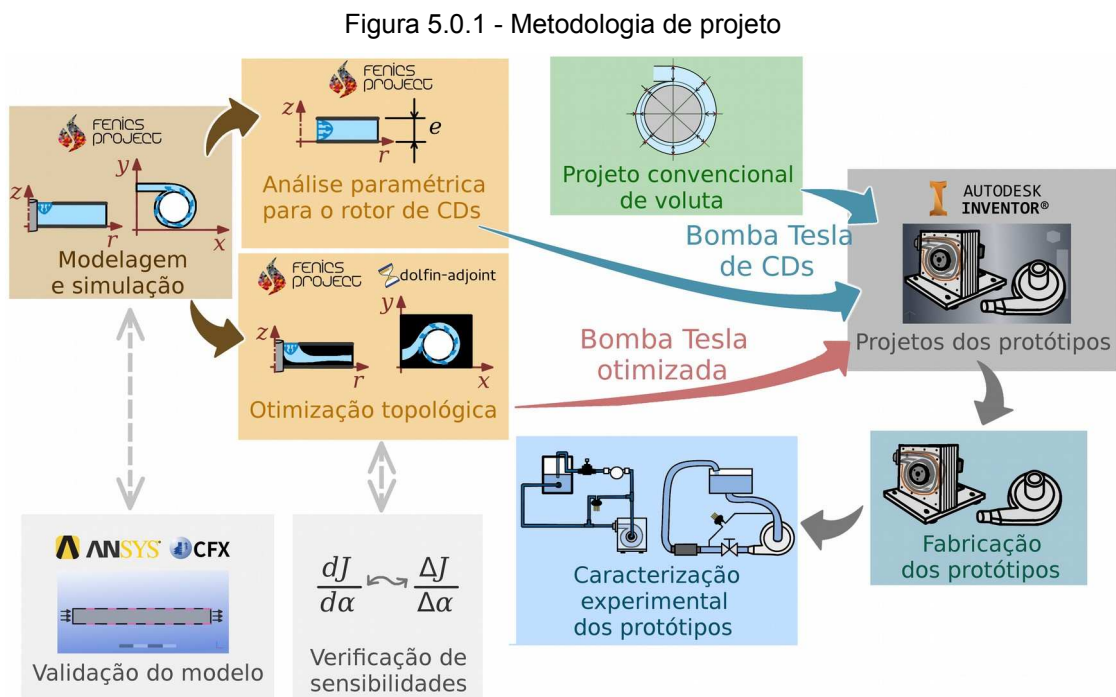 Figura 5.0.1 - Metodologia de projeto
FENICS
PROJECT
z
r
y
x
Modelagem
e simulação
FENICS
PROJECT
z
r
e
Análise paramétrica
para o rotor de CDs
FENICS
PROJECT
dolfin-adjoint
z
r
y
x
Otimização topológica
Projeto convencional
de voluta
Bomba Tesla
de CDs
Bomba Tesla
otimizada
AUTODESK
INVENTOR®
Projetos dos protótipos
Fabricação
dos protótipos
Caracterização
experimental
dos protótipos
ANSYS CFX
Validação do modelo
dJ ΔJ
dα Δα
Verificação de
sensibilidades